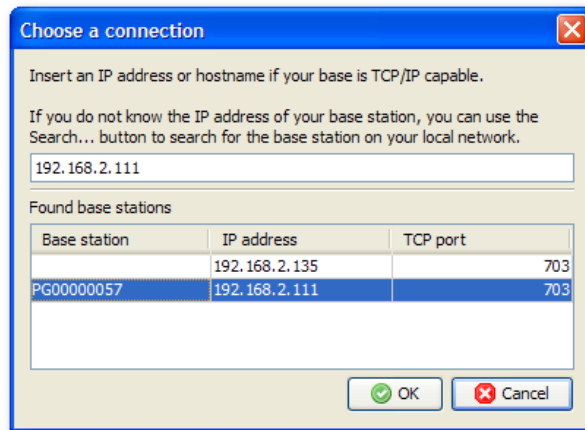 Choose a connection
Insert an IP address or hostname if your base is TCP/IP capable.
If you do not know the IP address of your base station, you can use the
Search... button to search for the base station on your local network.
192.168.2.111
Found base stations
Base station IP address TCP port
192.168.2.135 703
PG00000057 192.168.2.111 703
OK Cancel